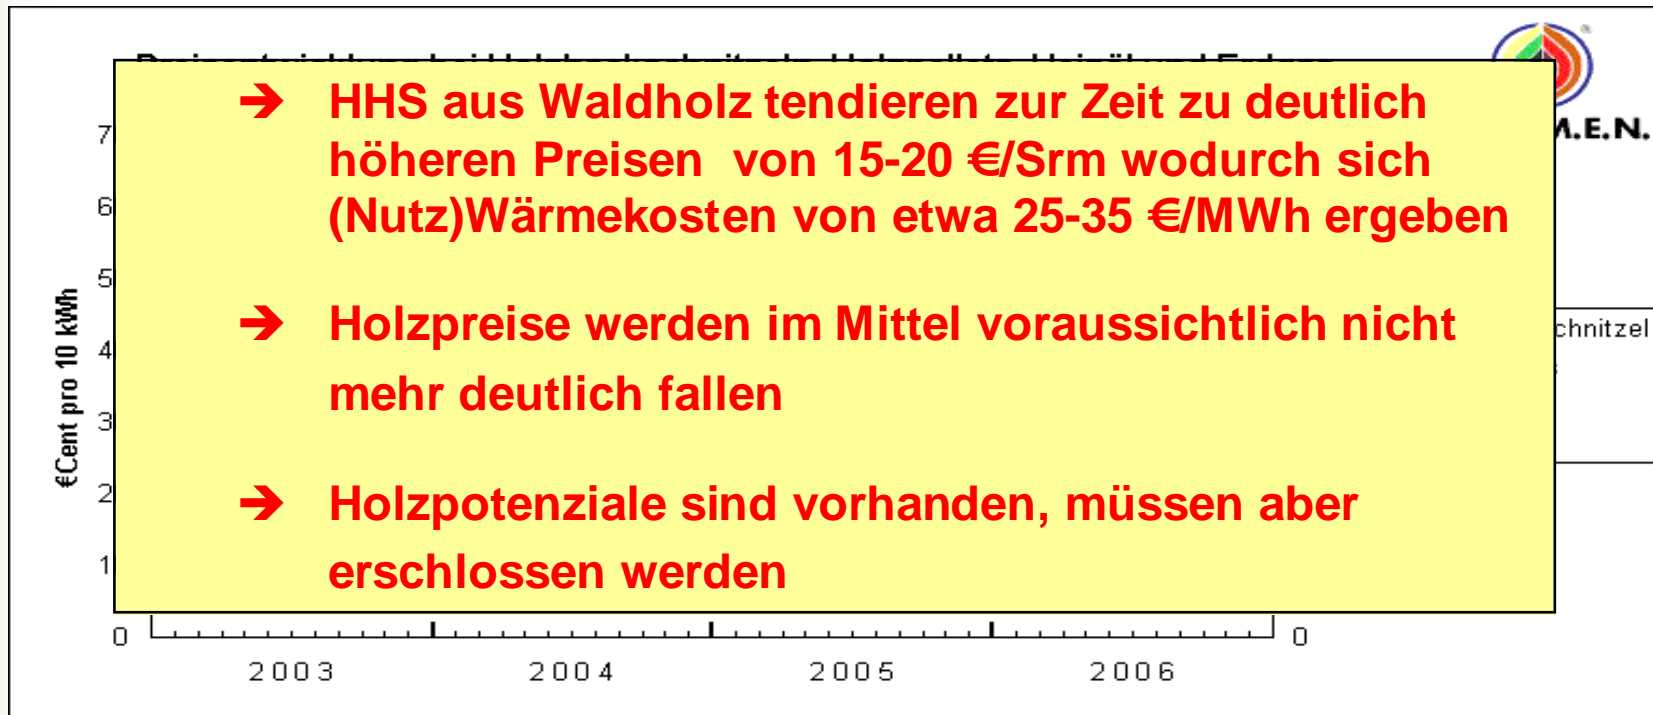 ➔ HHS aus Waldholz tendieren zur Zeit zu deutlich
höheren Preisen von 15-20 €/Srm wodurch sich
(Nutz)Wärmekosten von etwa 25-35 €/MWh ergeben
➔ Holzpreise werden im Mittel voraussichtlich nicht
mehr deutlich fallen
➔ Holzpotenziale sind vorhanden, müssen aber
erschlossen werden
.E.N.
chnitzel
€Cent pro 10 kWh
7
6
5
4
3
2
1
0
0
2003 2004 2005 2006